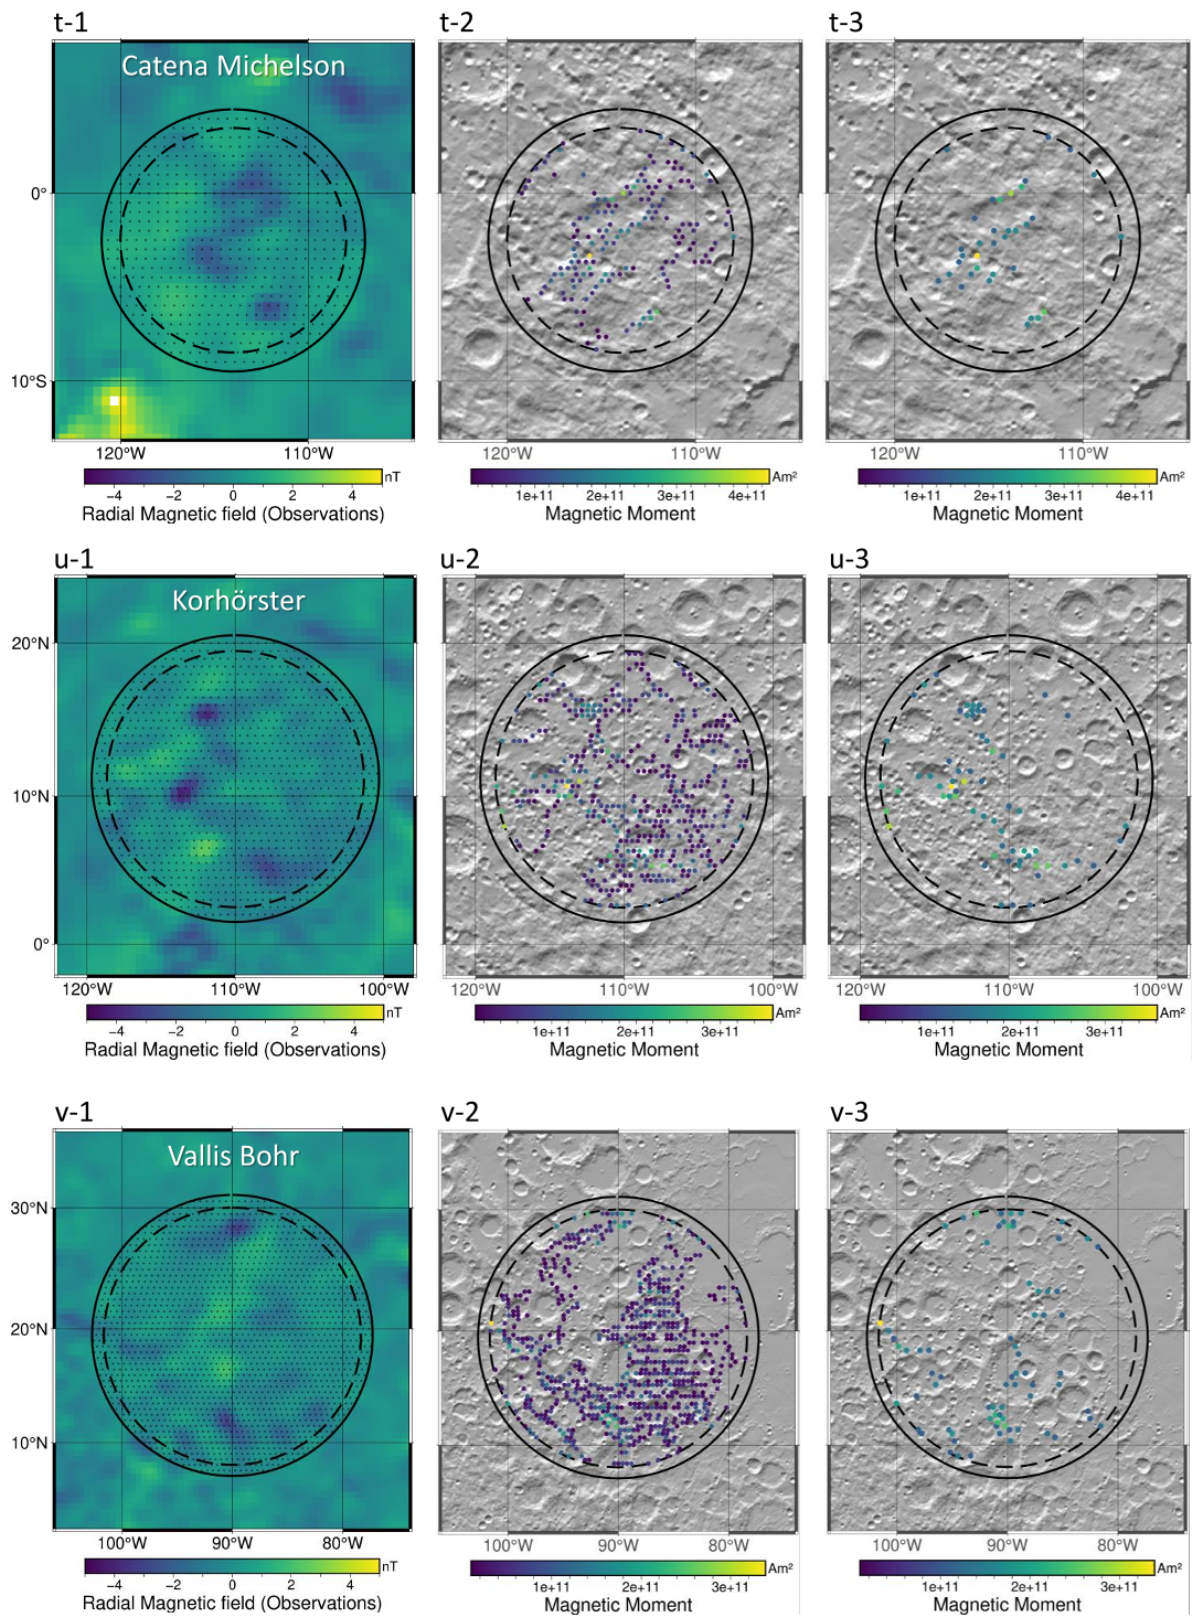 t-1 t-2 t-3
Catena Michelson
0°
10°S
120°W 110°W 120°W 110°W 120°W 110°W
−4 −2 0 2 4 nT 1e+11 2e+11 3e+11 4e+11 Am² 1e+11 2e+11 3e+11 4e+11 Am²
Radial Magnetic field (Observations) Magnetic Moment Magnetic Moment
u-1 u-2 u-3
Korhörster
20°N
10°N
0°
120°W 110°W 100°W 120°W 110°W 100°W 120°W 110°W 100°W
−4 −2 0 2 4 nT 1e+11 2e+11 3e+11 Am² 1e+11 2e+11 3e+11 Am²
Radial Magnetic field (Observations) Magnetic Moment Magnetic Moment
v-1 v-2 v-3
Vallis Bohr
30°N
20°N
10°N
100°W 90°W 80°W 100°W 90°W 80°W 100°W 90°W 80°W
−4 −2 0 2 4 nT 1e+11 2e+11 3e+11 Am² 1e+11 2e+11 3e+11 Am²
Radial Magnetic field (Observations) Magnetic Moment Magnetic Moment